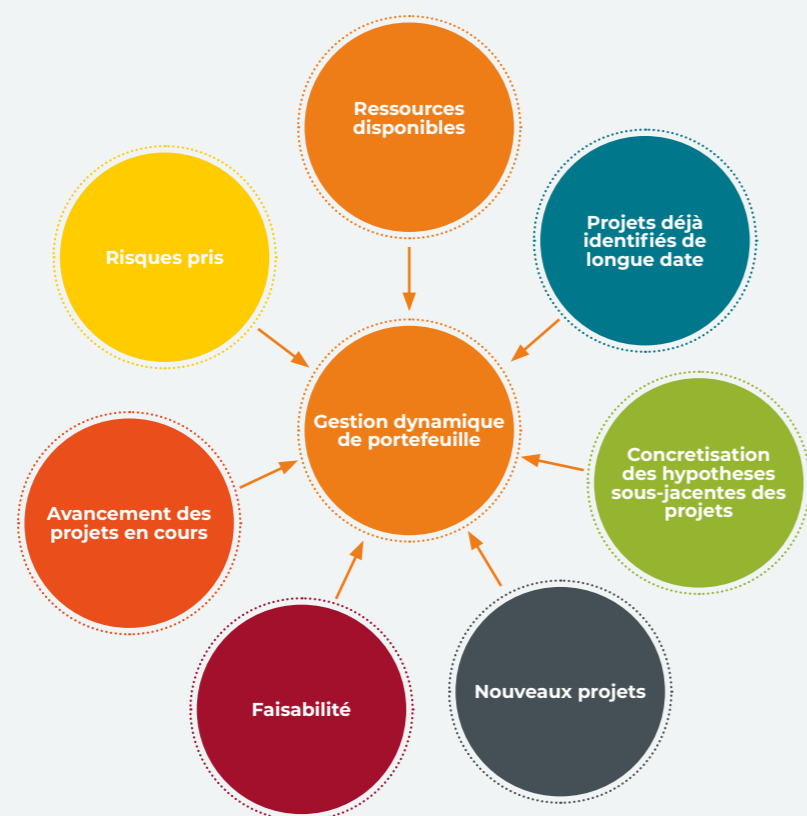 Ressources
disponibles
Projets déjà
identifiés de
longue date
Risques pris
Gestion dynamique
de portefeuille
Concretisation
des hypotheses
sous-jacentes des
projets
Avancement des
projets en cours
Nouveaux projets
Faisabilité